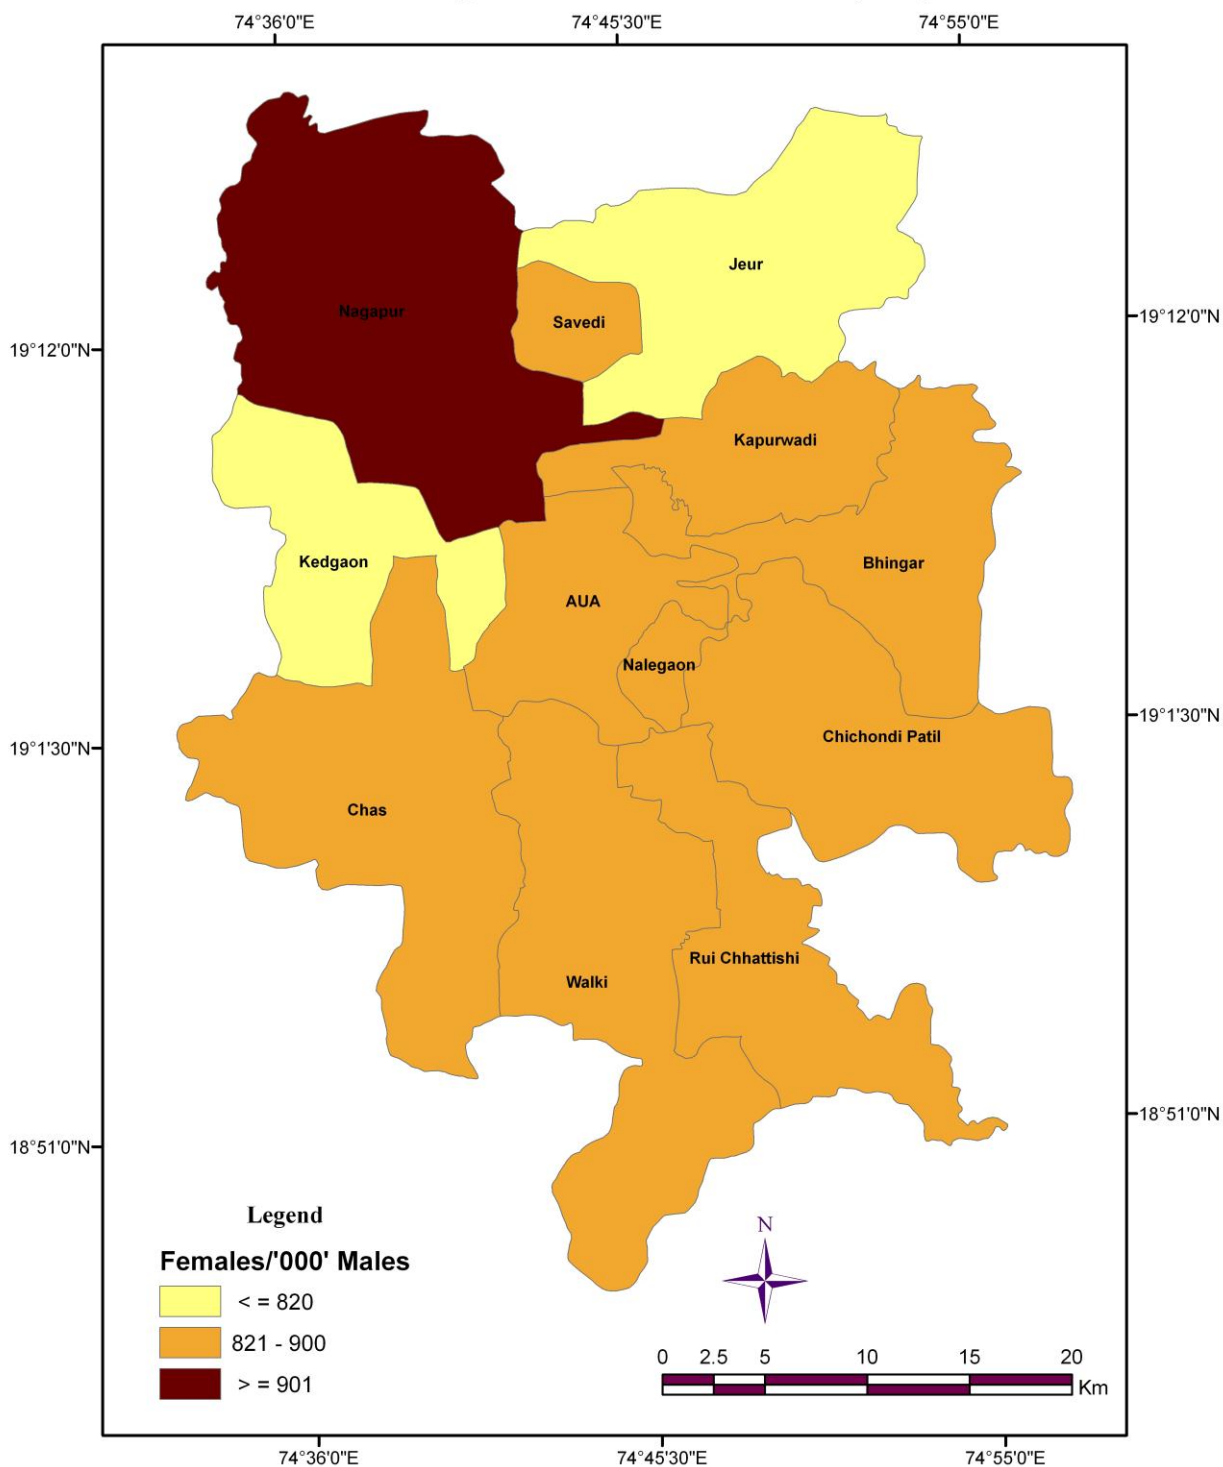 74°36'0"E 74°45'30"E 74°55'0"E
Jeur
Nagapur
Savedi
19°12'0"N
19°12'0"N
Kapurwadi
Kedgaon
Bhingar
AUA
Nalegaon
19°1'30"N
Chichondi Patil
19°1'30"N
Chas
Rui Chhattishi
Walki
18°51'0"N
18°51'0"N
Legend
N
Females/'000' Males
< = 820
821 - 900
> = 901
0 2.5 5 10 15 20
Km
74°36'0"E 74°45'30"E 74°55'0"E